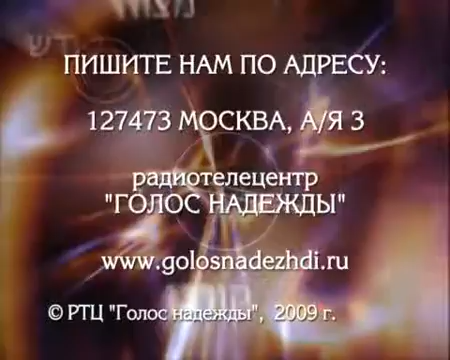 ПИШИТЕ НАМ ПО АДРЕСУ:
127473 МОСКВА, А/Я 3
радиотелецентр
"ГОЛОС НАДЕЖДЫ"
www.golosnadezhdi.ru
© РТЦ "Голос надежды", 2009 г.